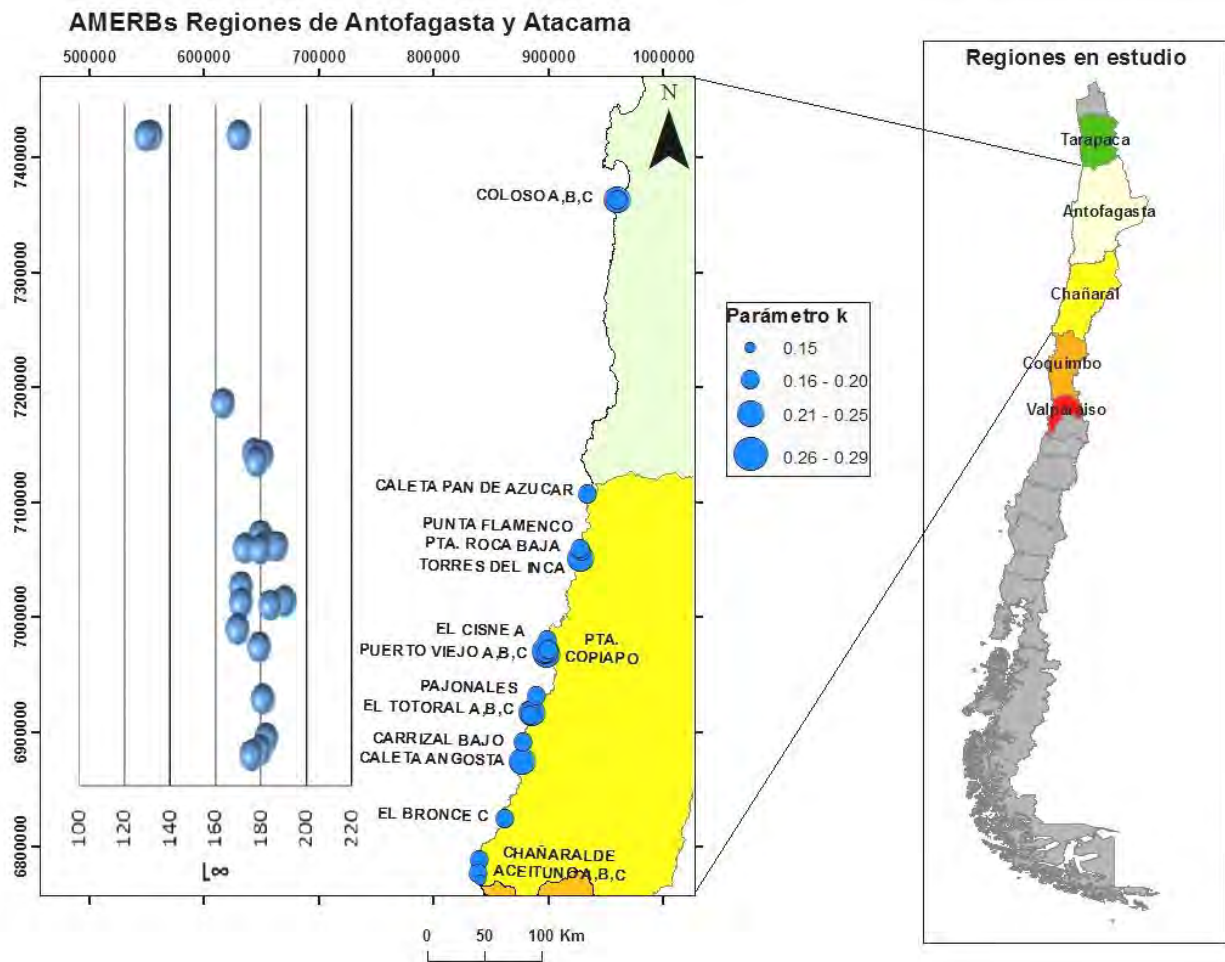 AMERBs Regiones de Antofagasta y Atacama
500000 600000 700000 800000 900000 1000000
7400000
7300000
7200000
7100000
7000000
6900000
6800000
N
COLOSO A,B,C
CALETA PAN DE AZUCAR
PUNTA FLAMENCO
PTA. ROCA BAJA
TORRES DEL INCA
EL CISNE A
PUERTO VIEJO A,B,C
PTA.
COPIAPO
PAJONALES
EL TOTORAL A,B,C
CARRIZAL BAJO
CALETA ANGOSTA
EL BRONCE C
CHAÑARAL DE
ACEITUNO A,B,C
100 120 140 160 180 200 220
L∞
0 50 100 Km
Parámetro k
0.15
0.16 - 0.20
0.21 - 0.25
0.26 - 0.29
Regiones en estudio
Tarapaca
Antofagasta
Chañaral
Coquimbo
Valparaiso